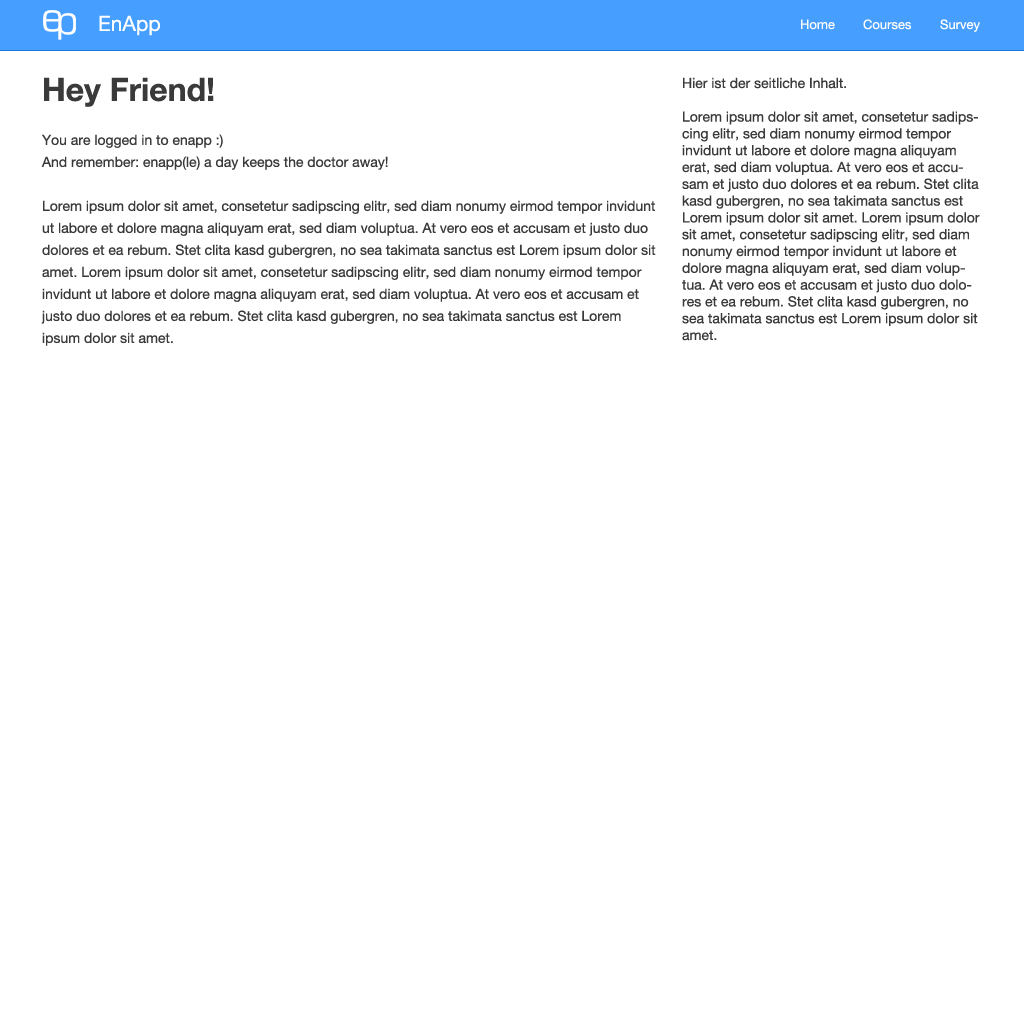 ep EnApp
Home Courses Survey
Hey Friend!
You are logged in to enapp :)
And remember: enapp(le) a day keeps the doctor away!
Lorem ipsum dolor sit amet, consetetur sadipscing elitr, sed diam nonumy eirmod tempor invidunt
ut labore et dolore magna aliquyam erat, sed diam voluptua. At vero eos et accusam et justo duo
dolores et ea rebum. Stet clita kasd gubergren, no sea takimata sanctus est Lorem ipsum dolor sit
amet. Lorem ipsum dolor sit amet, consetetur sadipscing elitr, sed diam nonumy eirmod tempor
invidunt ut labore et dolore magna aliquyam erat, sed diam voluptua. At vero eos et accusam et
justo duo dolores et ea rebum. Stet clita kasd gubergren, no sea takimata sanctus est Lorem
ipsum dolor sit amet.
Hier ist der seitliche Inhalt.
Lorem ipsum dolor sit amet, consetetur sadips-
cing elitr, sed diam nonumy eirmod tempor
invidunt ut labore et dolore magna aliquyam
erat, sed diam voluptua. At vero eos et accu-
sam et justo duo dolores et ea rebum. Stet clita
kasd gubergren, no sea takimata sanctus est
Lorem ipsum dolor sit amet. Lorem ipsum dolor
sit amet, consetetur sadipscing elitr, sed diam
nonumy eirmod tempor invidunt ut labore et
dolore magna aliquyam erat, sed diam volup-
tua. At vero eos et accusam et justo duo dolo-
res et ea rebum. Stet clita kasd gubergren, no
sea takimata sanctus est Lorem ipsum dolor sit
amet.